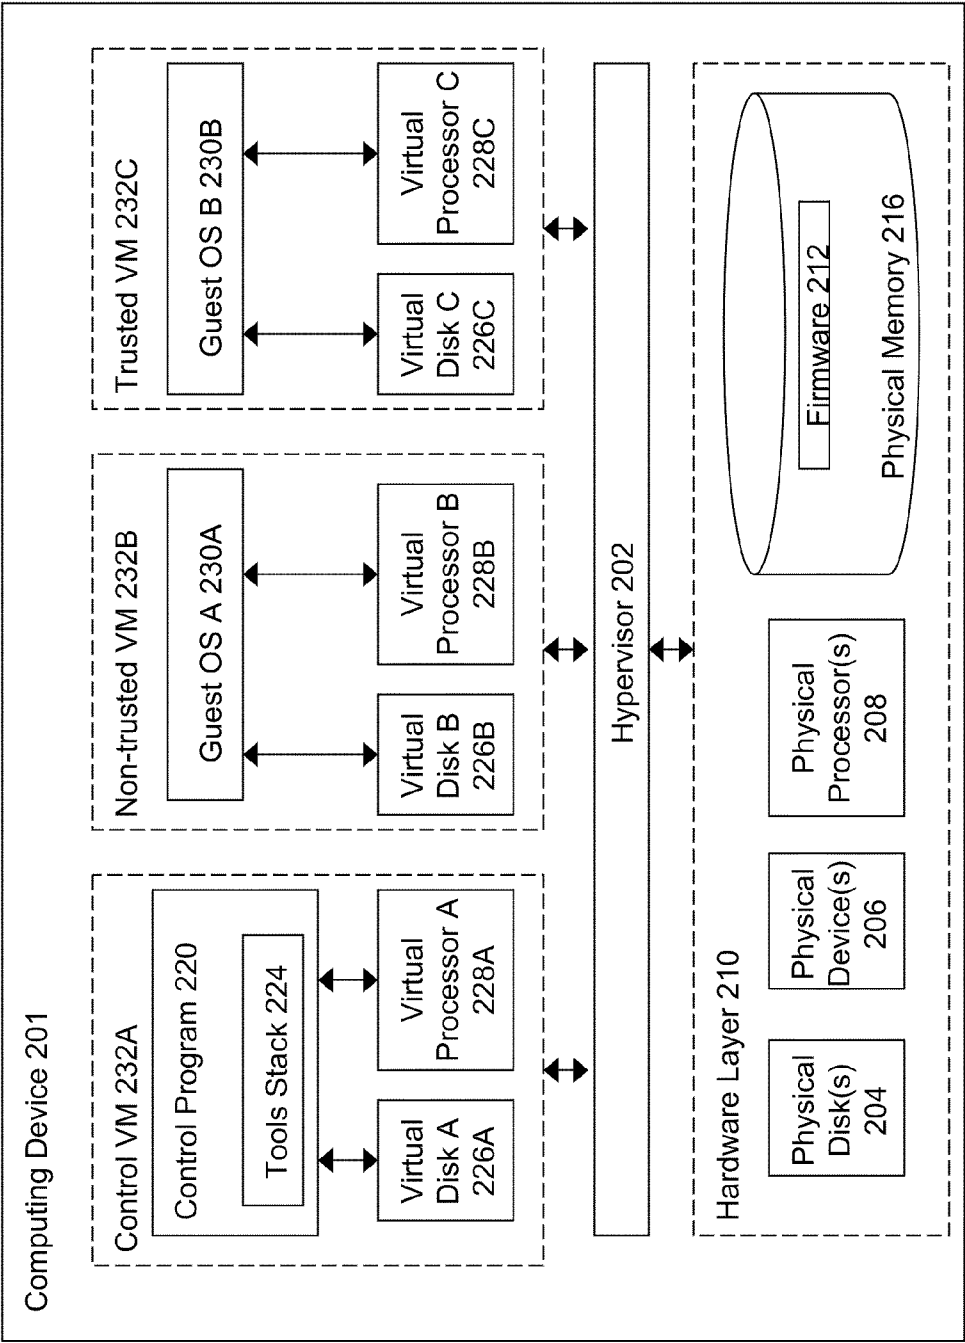 Computing Device 201
Control VM 232A
Control Program 220
Tools Stack 224
Virtual
Disk A
226A
Virtual
Processor A
228A
Non-trusted VM 232B
Guest OS A 230A
Virtual
Disk B
226B
Virtual
Processor B
228B
Trusted VM 232C
Guest OS B 230B
Virtual
Disk C
226C
Virtual
Processor C
228C
Hypervisor 202
Hardware Layer 210
Physical
Disk(s)
204
Physical
Device(s)
206
Physical
Processor(s)
208
Firmware 212
Physical Memory 216